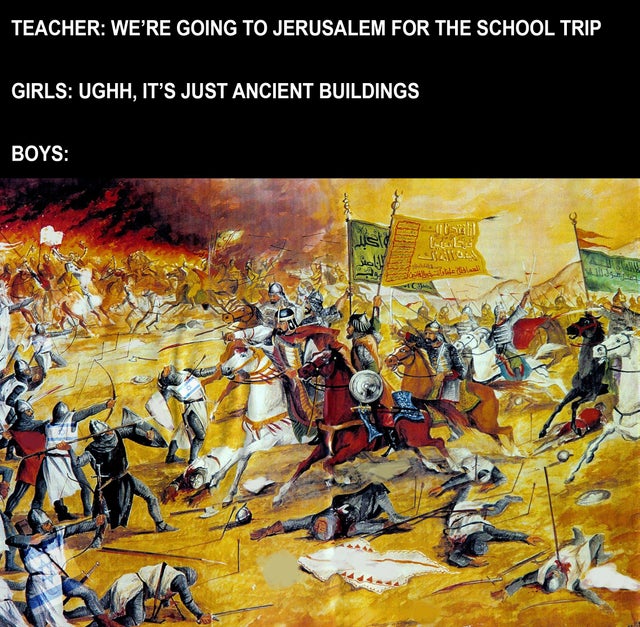 TEACHER: WE’RE GOING TO JERUSALEM FOR THE SCHOOL TRIP
GIRLS: UGHH, IT’S JUST ANCIENT BUILDINGS
BOYS: